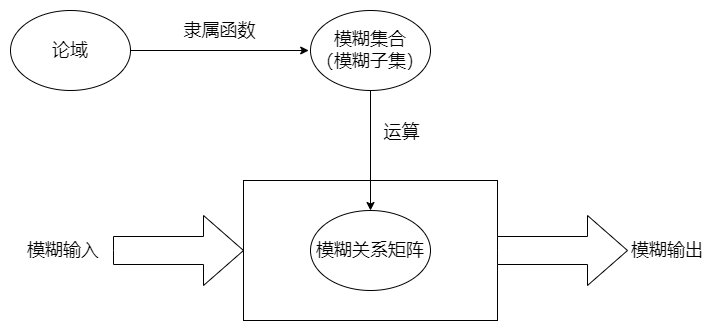 论域
隶属函数
模糊集合
（模糊子集）
运算
模糊输入
模糊关系矩阵
模糊输出